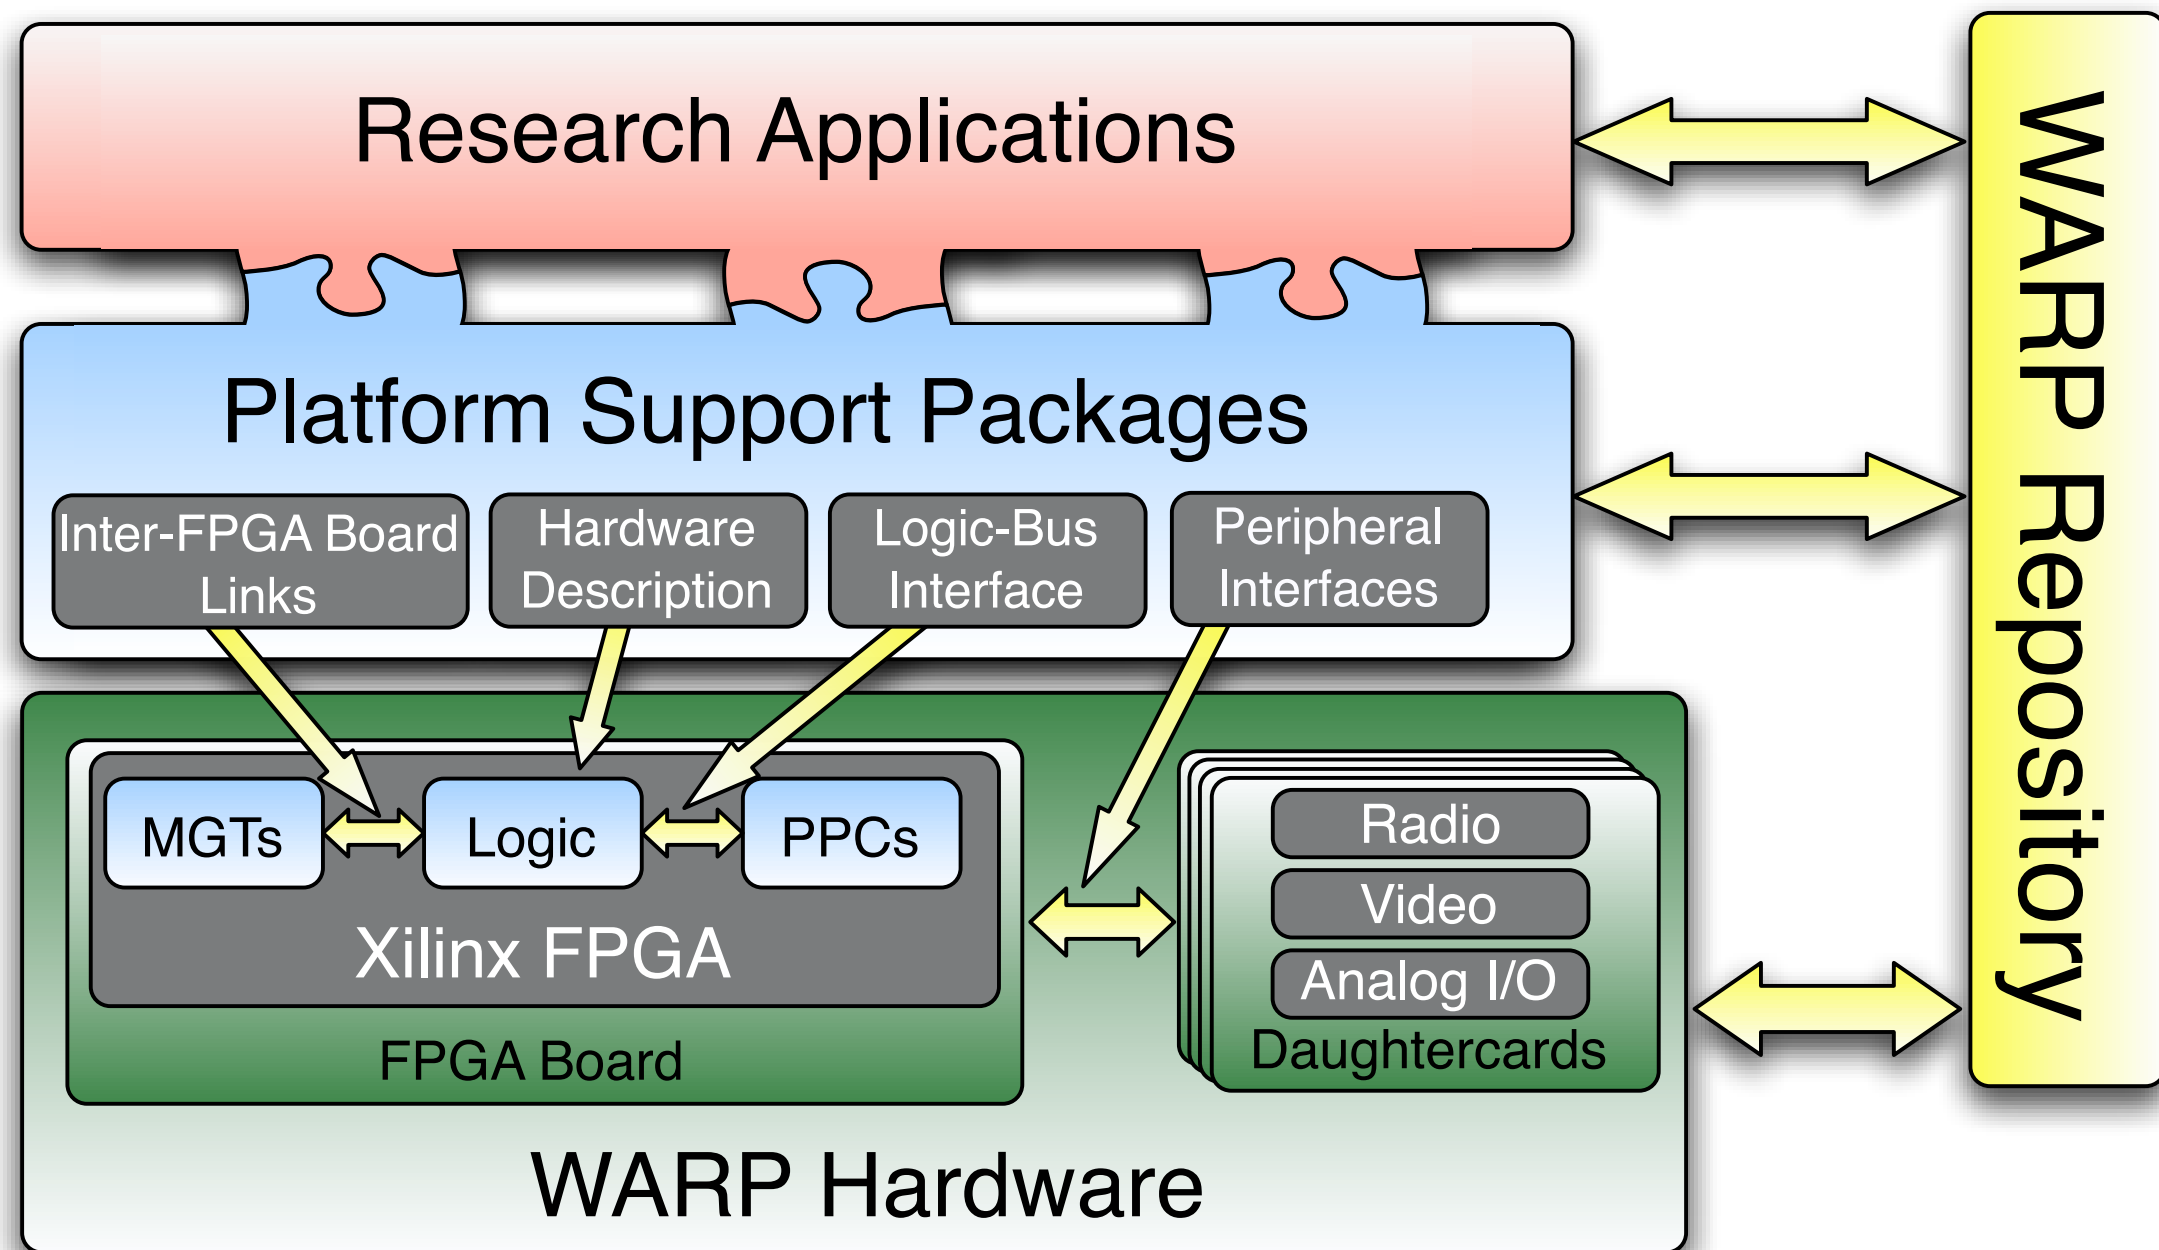 Research Applications
Platform Support Packages
Inter-FPGA Board
Links
Hardware
Description
Logic-Bus
Interface
Peripheral
Interfaces
MGTs
Logic
PPCs
Xilinx FPGA
FPGA Board
Radio
Video
Analog I/O
Daughtercards
WARP Hardware
WARP Repository